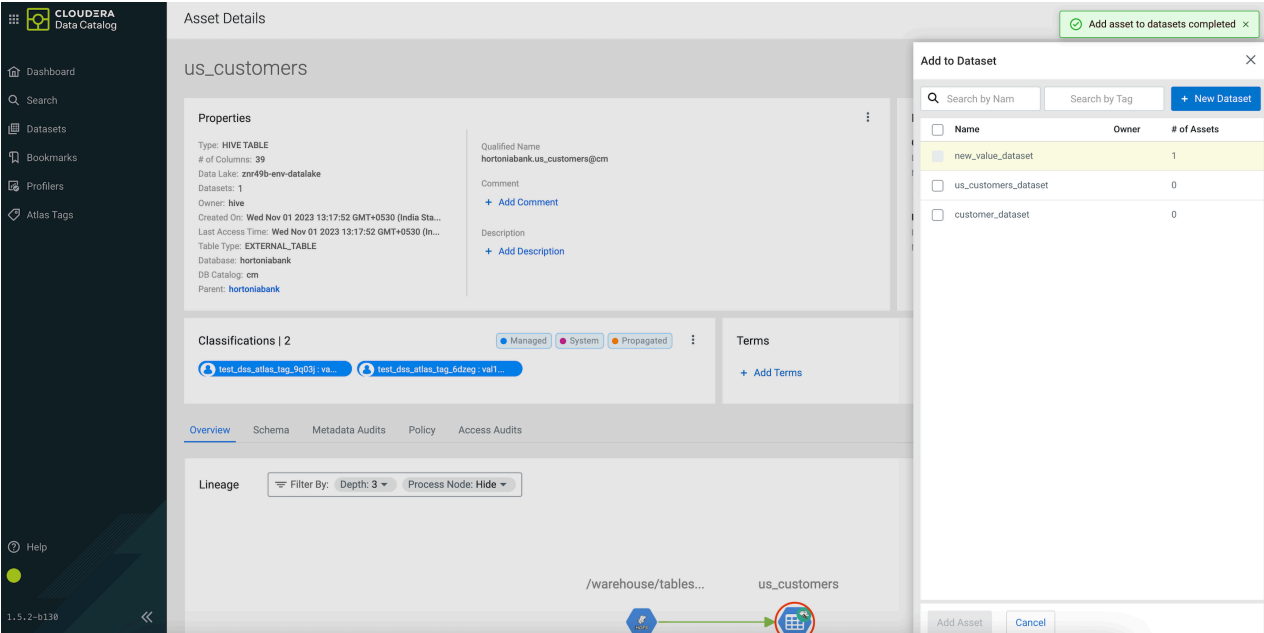 CLOUDERA
Data Catalog
Dashboard
Search
Datasets
Bookmarks
Profilers
Atlas Tags
Help
1.5.2-b130
Asset Details
us_customers
Properties
Type: HIVE TABLE
# of Columns: 39
Data Lake: znr49b-env-datalake
Datasets: 1
Owner: hive
Created On: Wed Nov 01 2023 13:17:52 GMT+0530 (India Sta...
Last Access Time: Wed Nov 01 2023 13:17:52 GMT+0530 (In...
Table Type: EXTERNAL_TABLE
Database: hortoniabank
DB Catalog: cm
Parent: hortoniabank
Qualified Name
hortoniabank.us_customers@cm
Comment
+ Add Comment
Description
+ Add Description
Classifications | 2
Managed
System
Propagated
test_dss_atlas_tag_9q03j : va...
test_dss_atlas_tag_6dzeg : val1...
Terms
+ Add Terms
Overview
Schema
Metadata Audits
Policy
Access Audits
Lineage
Filter By:
Depth: 3
Process Node: Hide
/warehouse/tables...
us_customers
Add asset to datasets completed ×
Add to Dataset
Search by Nam
Search by Tag
+ New Dataset
Name Owner # of Assets
new_value_dataset 1
us_customers_dataset 0
customer_dataset 0
Add Asset
Cancel